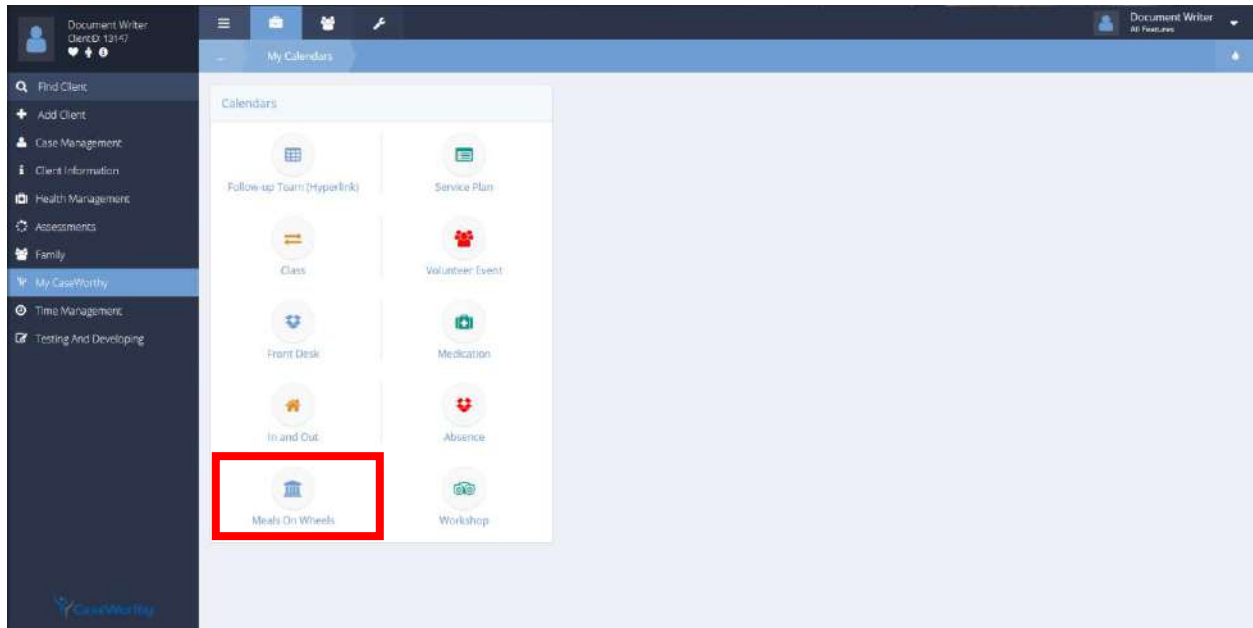 Document Writer
ClientID: 13147
Find Client
Add Client
Case Management
Client Information
Health Management
Assessments
Family
My CaseWorthy
Time Management
Testing And Developing
CaseWorthy
Document Writer
All Features
My Calendars
Calendars
Follow-up Team (Hyperlink)
Service Plan
Class
Volunteer Event
Front Desk
Medication
In and Out
Absence
Meals On Wheels
Workshop